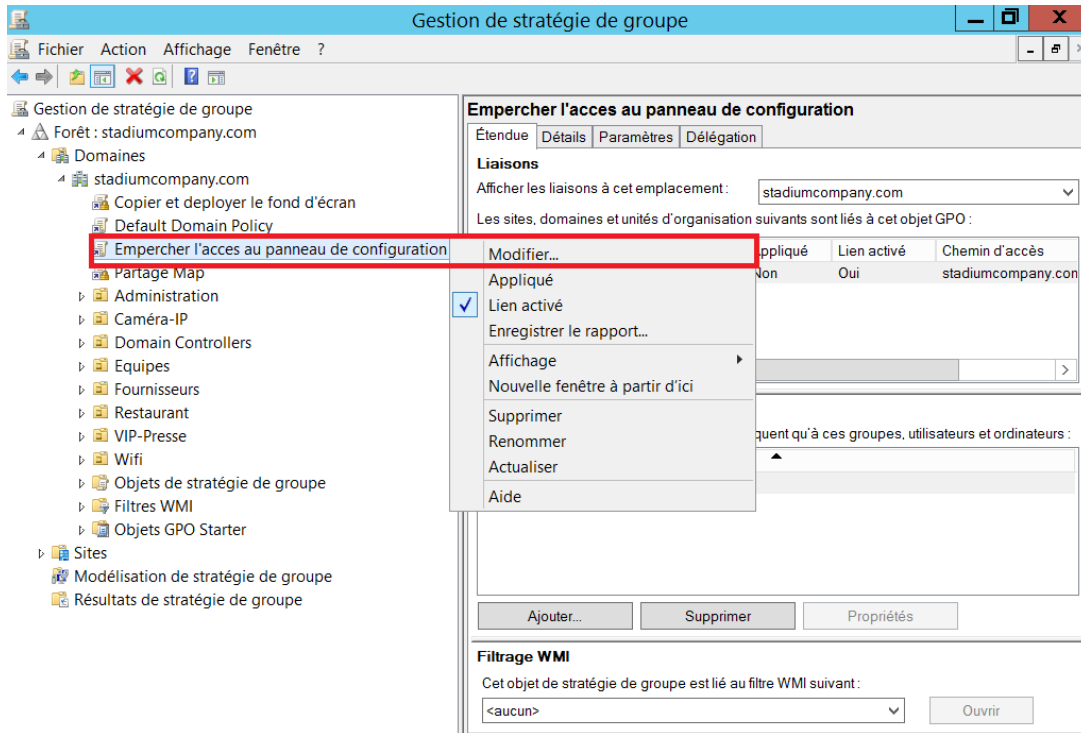 Gestion de stratégie de groupe
Fichier Action Affichage Fenêtre ?
Gestion de stratégie de groupe
Forêt : stadiumcompany.com
Domaines
stadiumcompany.com
Copier et deployer le fond d'écran
Default Domain Policy
Empercher l'acces au panneau de configuration
Partage Map
Administration
Caméra-IP
Domain Controllers
Equipes
Fournisseurs
Restaurant
VIP-Presse
Wifi
Objets de stratégie de groupe
Filtres WMI
Objets GPO Starter
Sites
Modélisation de stratégie de groupe
Résultats de stratégie de groupe
Modifier...
Appliqué
Lien activé
Enregistrer le rapport...
Affichage
Nouvelle fenêtre à partir d'ici
Supprimer
Renommer
Actualiser
Aide
Empercher l'acces au panneau de configuration
Étendue Détails Paramètres Délégation
Liaisons
Afficher les liaisons à cet emplacement : stadiumcompany.com
Les sites, domaines et unités d'organisation suivants sont liés à cet objet GPO :
Appliqué Lien activé Chemin d'accès
Non Oui stadiumcompany.con
quent qu'à ces groupes, utilisateurs et ordinateurs :
Ajouter... Supprimer Propriétés
Filtrage WMI
Cet objet de stratégie de groupe est lié au filtre WMI suivant :
<aucun> Ouvrir